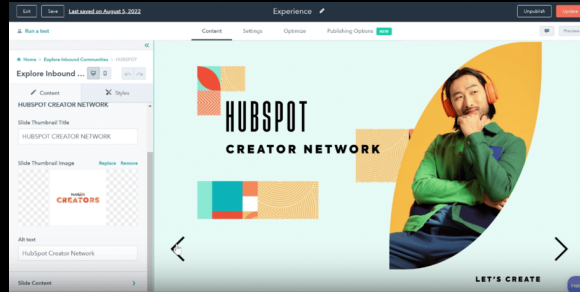 Exit
Save
Last saved on August 5, 2022
Experience
Unpublish
Update
Run a test
Content
Settings
Optimize
Publishing Options
NEW
Preview
Home
Explore Inbound Communities
HUBSPOT
Explore Inbound ...
Content
Styles
HUBSPOT CREATOR NETWORK
Slide Thumbnail Title
HUBSPOT CREATOR NETWORK
Slide Thumbnail Image
Replace
Remove
HubSpot
CREATORS
Alt text
HubSpot Creator Network
Slide Content
HUBSPOT
CREATOR NETWORK
LET'S CREATE